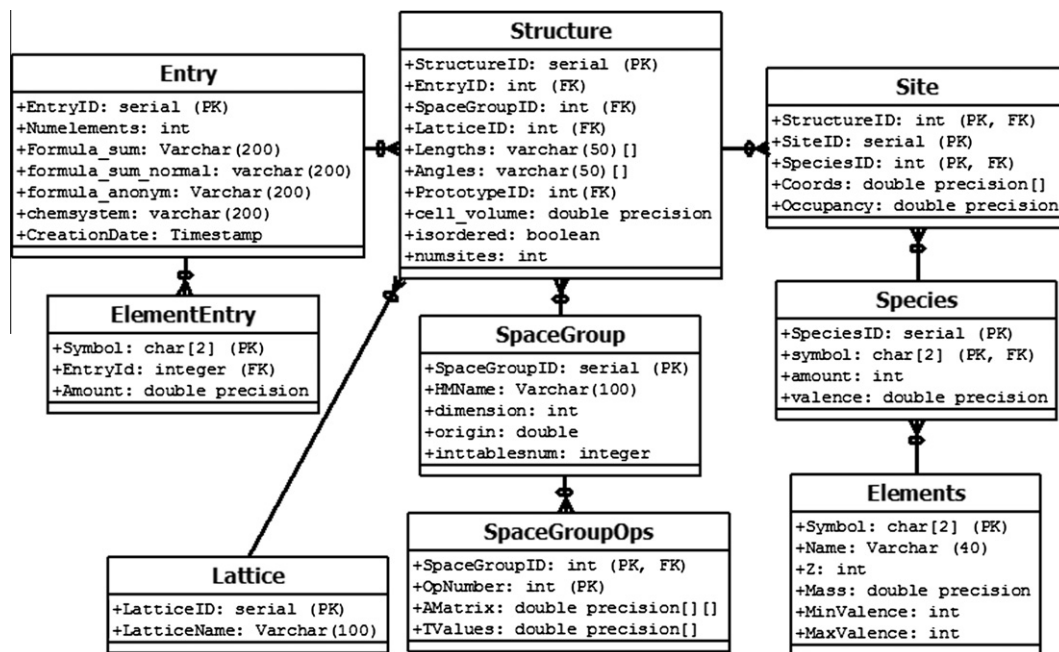 Structure
+StructureID: serial (PK)
+EntryID: int (FK)
+SpaceGroupID: int (FK)
+LatticeID: int (FK)
+Lengths: varchar(50)[]
+Angles: varchar(50)[]
+PrototypeID: int(FK)
+cell_volume: double precision
+isordered: boolean
+numsites: int
Entry
+EntryID: serial (PK)
+Numelements: int
+Formula_sum: Varchar(200)
+formula_sum_normal: varchar(200)
+formula_anonym: Varchar(200)
+chemsystem: varchar(200)
+CreationDate: Timestamp
Site
+StructureID: int (PK, FK)
+SiteID: serial (PK)
+SpeciesID: int (PK, FK)
+Coords: double precision[]
+Occupancy: double precision
ElementEntry
+Symbol: char[2] (PK)
+EntryId: integer (FK)
+Amount: double precision
SpaceGroup
+SpaceGroupID: serial (PK)
+HMName: Varchar(100)
+dimension: int
+origin: double
+inttablesnum: integer
Species
+SpeciesID: serial (PK)
+symbol: char[2] (PK, FK)
+amount: int
+valence: double precision
Lattice
+LatticeID: serial (PK)
+LatticeName: Varchar(100)
SpaceGroupOps
+SpaceGroupID: int (PK, FK)
+OpNumber: int (PK)
+AMatrix: double precision[][]
+TValues: double precision[]
Elements
+Symbol: char[2] (PK)
+Name: Varchar (40)
+Z: int
+Mass: double precision
+MinValence: int
+MaxValence: int